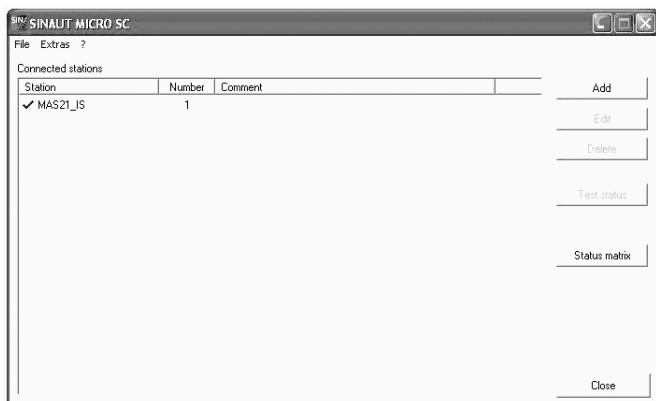 SINAUT MICRO SC
File Extras ?
Connected stations
Station Number Comment
MAS21_IS 1
Add
Edit
Delete
Test status
Status matrix
Close